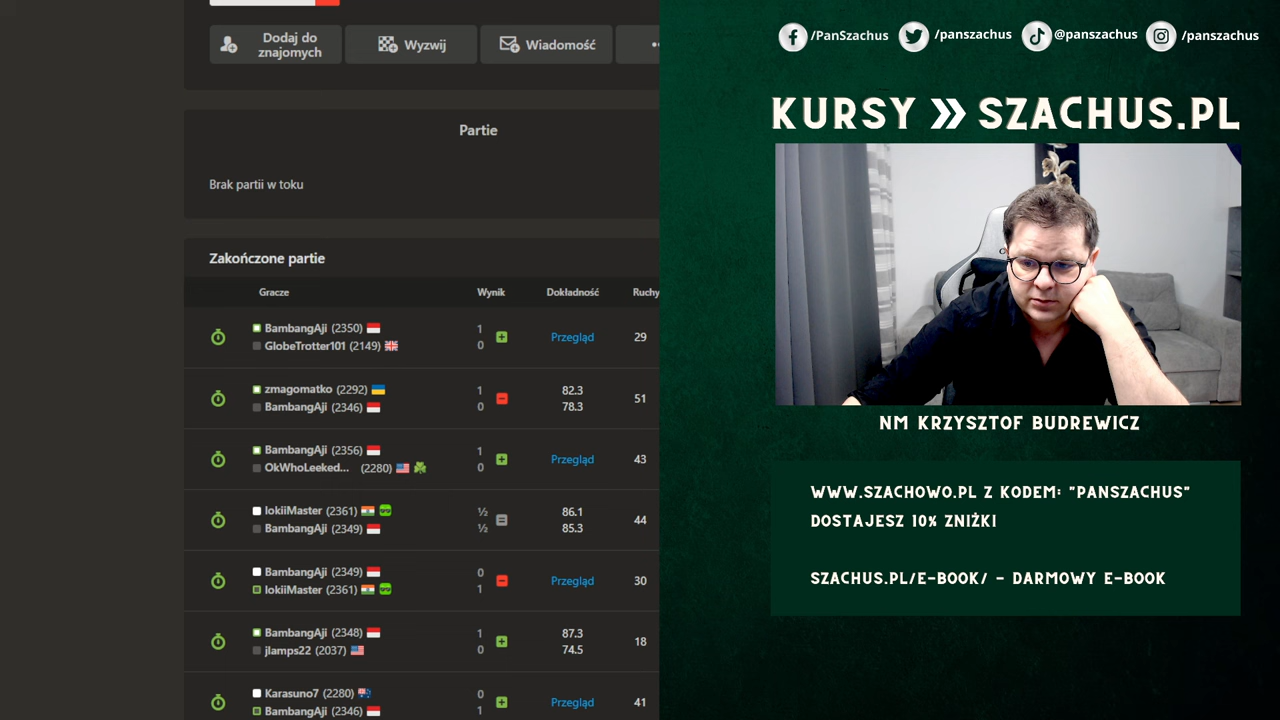 Dodaj do
znajomych
Wyzwij
Wiadomość
Partie
Brak partii w toku
Zakończone partie
Gracze Wynik Dokładność Ruchy
BambangAji (2350) 1
GlobeTrotter101 (2149) 0
Przegląd 29
zmagomatko (2292) 1 82.3
BambangAji (2346) 0 78.3
51
BambangAji (2356) 1
OkWhoLeeked... (2280) 0
Przegląd 43
lokiiMaster (2361) ½ 86.1
BambangAji (2349) ½ 85.3
44
BambangAji (2349) 0
lokiiMaster (2361) 1
Przegląd 30
BambangAji (2348) 1 87.3
jlamps22 (2037) 0 74.5
18
Karasuno7 (2280) 0
BambangAji (2346) 1
Przegląd 41
/PanSzachus /panszachus @panszachus /panszachus
KURSY » SZACHUS.PL
NM KRZYSZTOF BUDREWICZ
WWW.SZACHOWO.PL Z KODEM: "PANSZACHUS"
DOSTAJESZ 10% ZNIŻKI
SZACHUS.PL/E-BOOK/ - DARMOWY E-BOOK